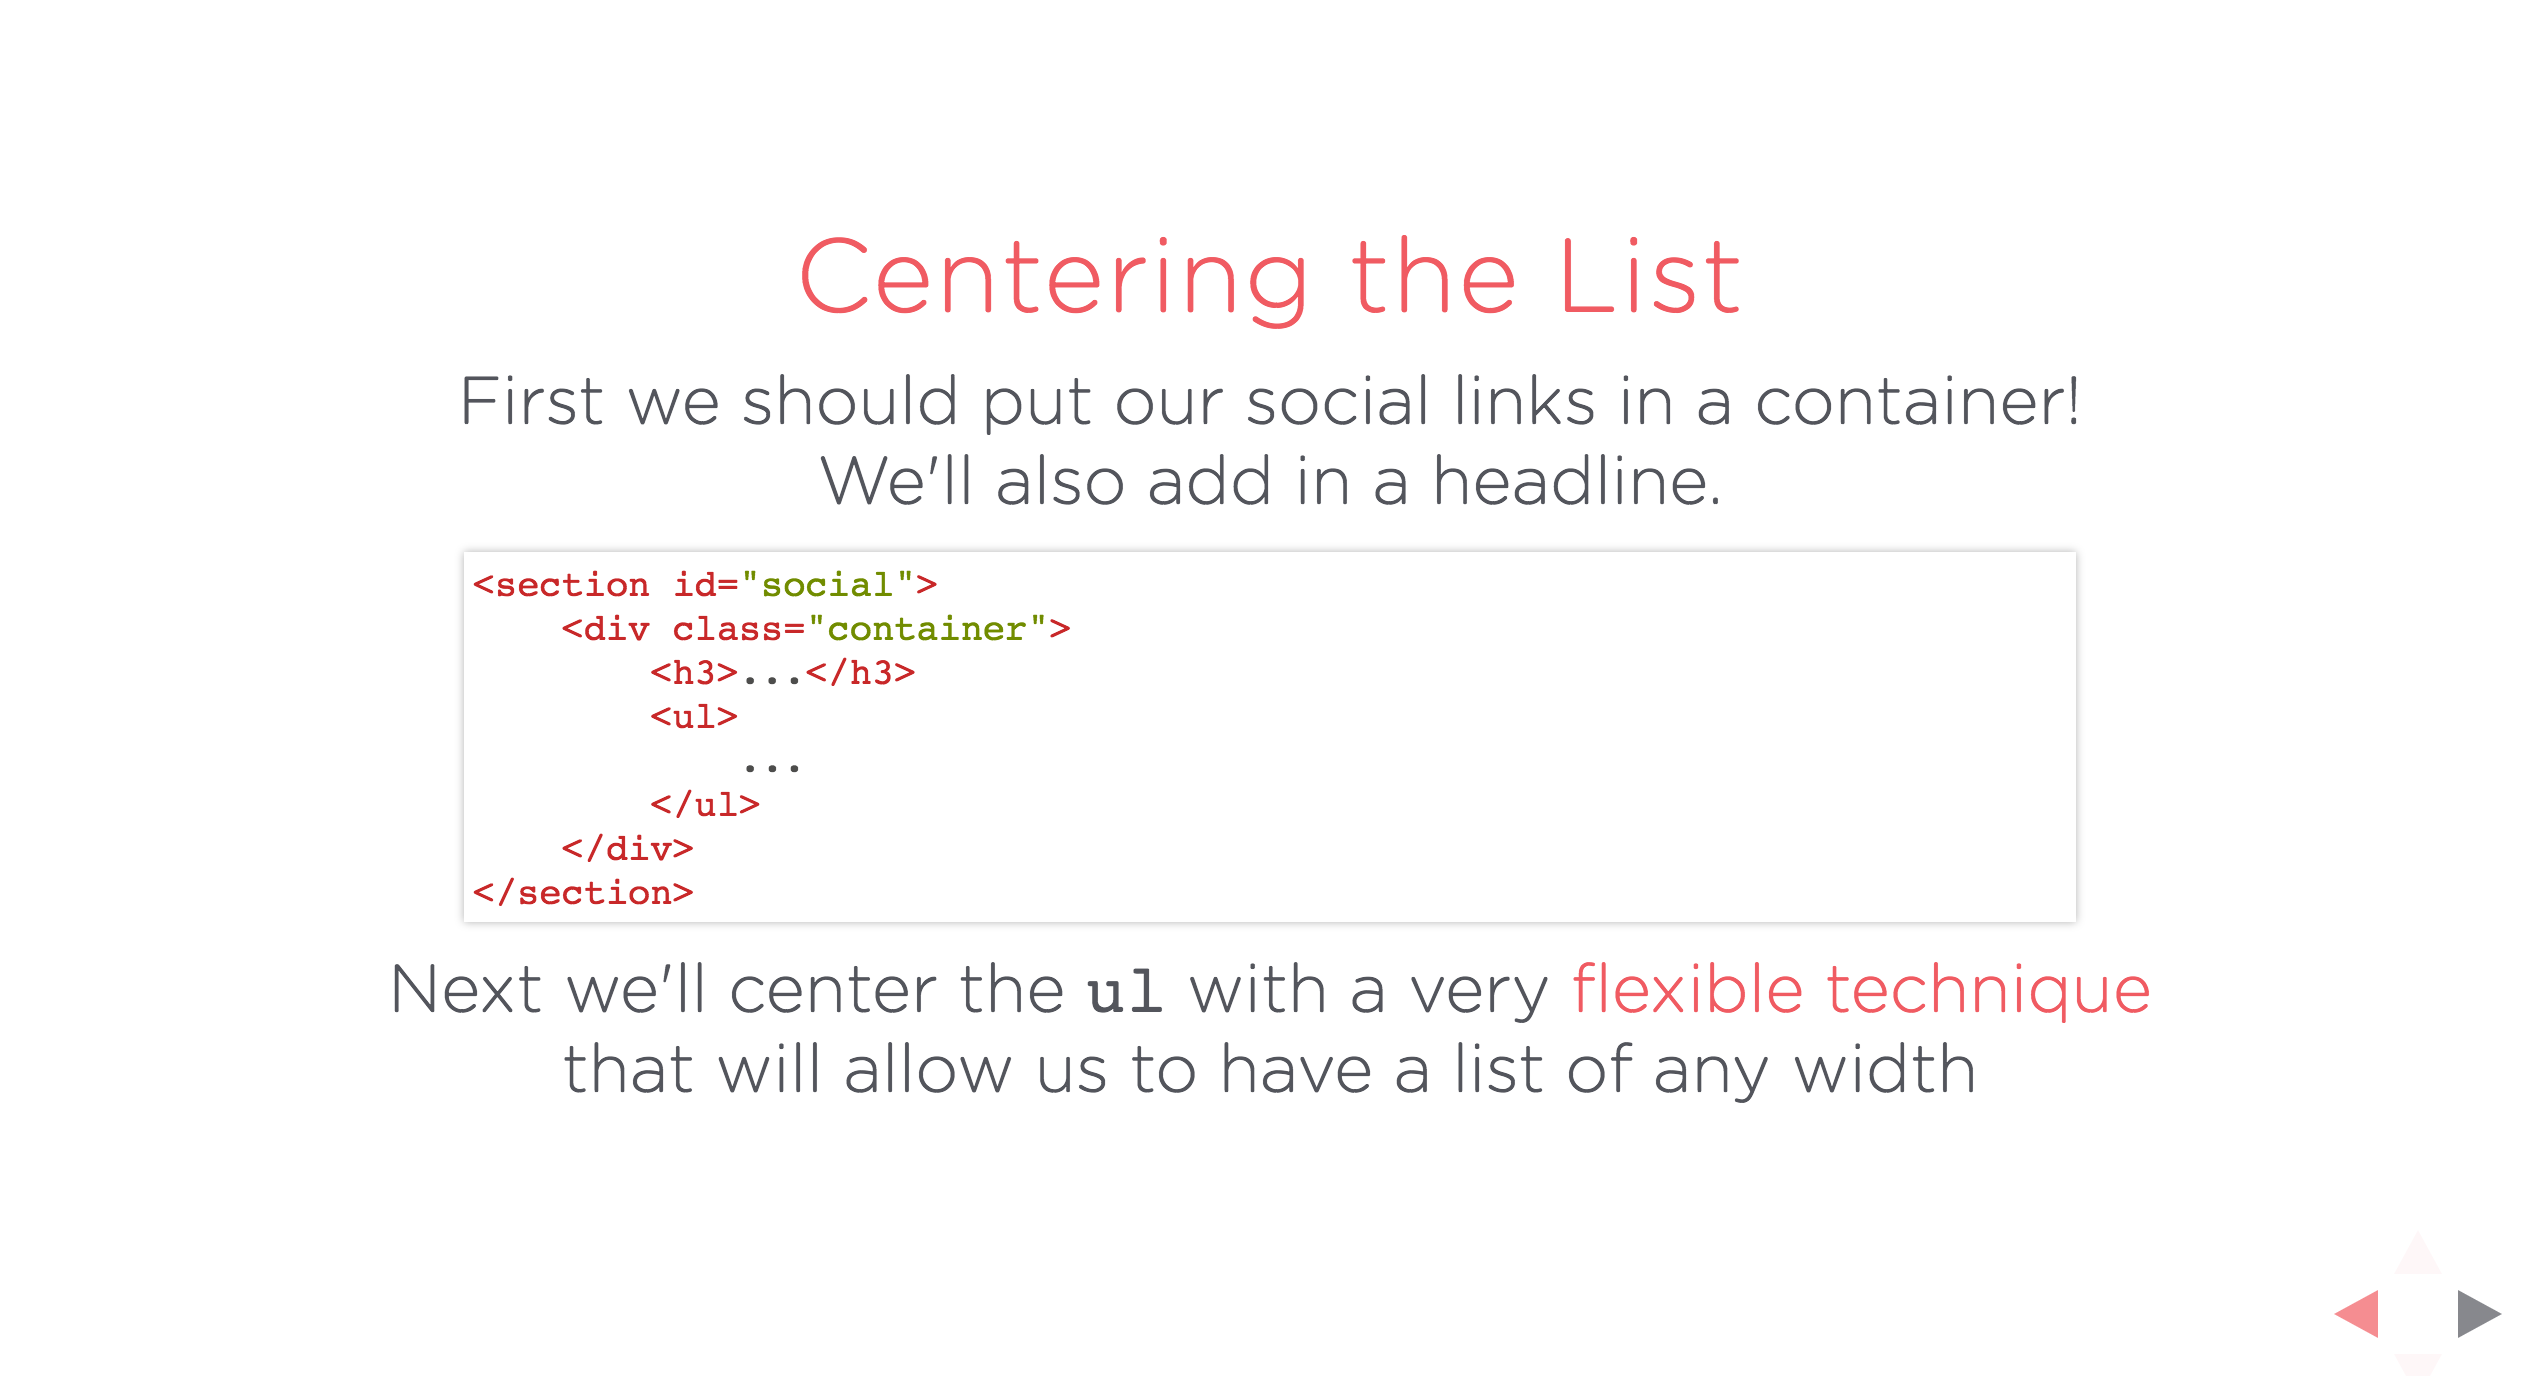 Centering the List
First we should put our social links in a container!
We'll also add in a headline.
<section id="social">
    <div class="container">
        <h3>...</h3>
        <ul>
            ...
        </ul>
    </div>
</section>
Next we'll center the ul with a very flexible technique
that will allow us to have a list of any width